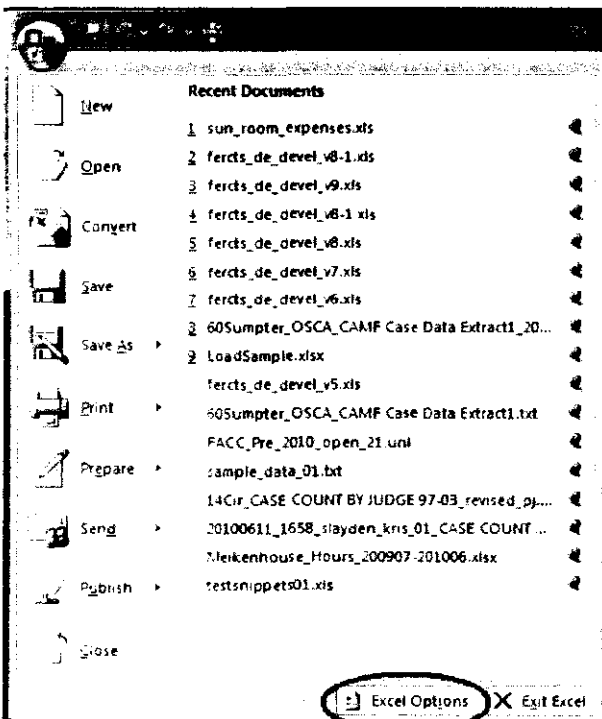 New
Open
Convert
Save
Save As
Print
Prepare
Send
Publish
Close
Recent Documents
1 sun_room_expenses.xls
2 fercts_de_devel_v8-1.xls
3 fercts_de_devel_v9.xls
4 fercts_de_devel_v8-1.xls
5 fercts_de_devel_v8.xls
6 fercts_de_devel_v7.xls
7 fercts_de_devel_v6.xls
8 60Sumpter_OSCA_CAMF Case Data Extract1_20...
9 LoadSample.xlsx
fercts_de_devel_v5.xls
60Sumpter_OSCA_CAMF Case Data Extract1.txt
FACC_Pre_2010_open_21.unl
sample_data_01.txt
14Cir_CASE COUNT BY JUDGE 97-03_revised_pj....
20100611_1658_slayden_kris_01_CASE COUNT ...
Meikenhouse_Hours_200907-201006.xlsx
testsnippets01.xls
Excel Options
Exit Excel